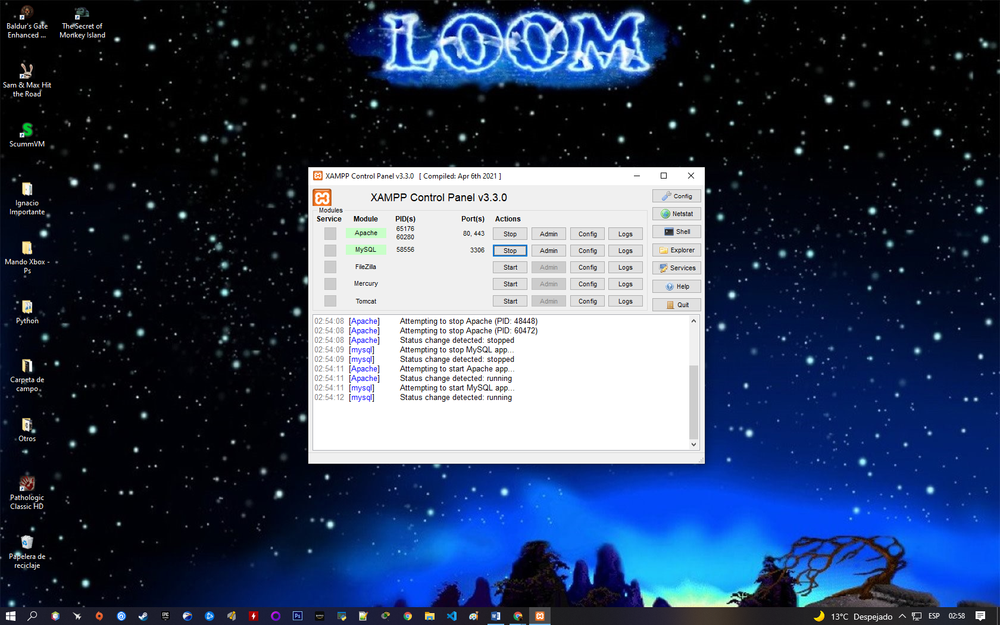 LOOM
Baldur's Gate
Enhanced ...
The Secret of
Monkey Island
Sam & Max Hit
the Road
ScummVM
Ignacio
Importante
Mando Xbox -
Ps
Python
Carpeta de
campo
Otros
Pathologic
Classic HD
Papelera de
reciclaje
XAMPP Control Panel v3.3.0 [ Compiled: Apr 6th 2021 ]
XAMPP Control Panel v3.3.0
Modules
Service Module PID(s) Port(s) Actions
Apache 65176 80, 443 Stop Admin Config Logs
60280
MySQL 58556 3306 Stop Admin Config Logs
FileZilla Start Admin Config Logs
Mercury Start Admin Config Logs
Tomcat Start Admin Config Logs
Config
Netstat
Shell
Explorer
Services
Help
Quit
02:54:08 [Apache] Attempting to stop Apache (PID: 48448)
02:54:08 [Apache] Attempting to stop Apache (PID: 60472)
02:54:08 [Apache] Status change detected: stopped
02:54:09 [mysql] Attempting to stop MySQL app...
02:54:09 [mysql] Status change detected: stopped
02:54:11 [Apache] Attempting to start Apache app...
02:54:11 [Apache] Status change detected: running
02:54:11 [mysql] Attempting to start MySQL app...
02:54:12 [mysql] Status change detected: running
EPIC
Ps
13°C Despejado ESP 02:58